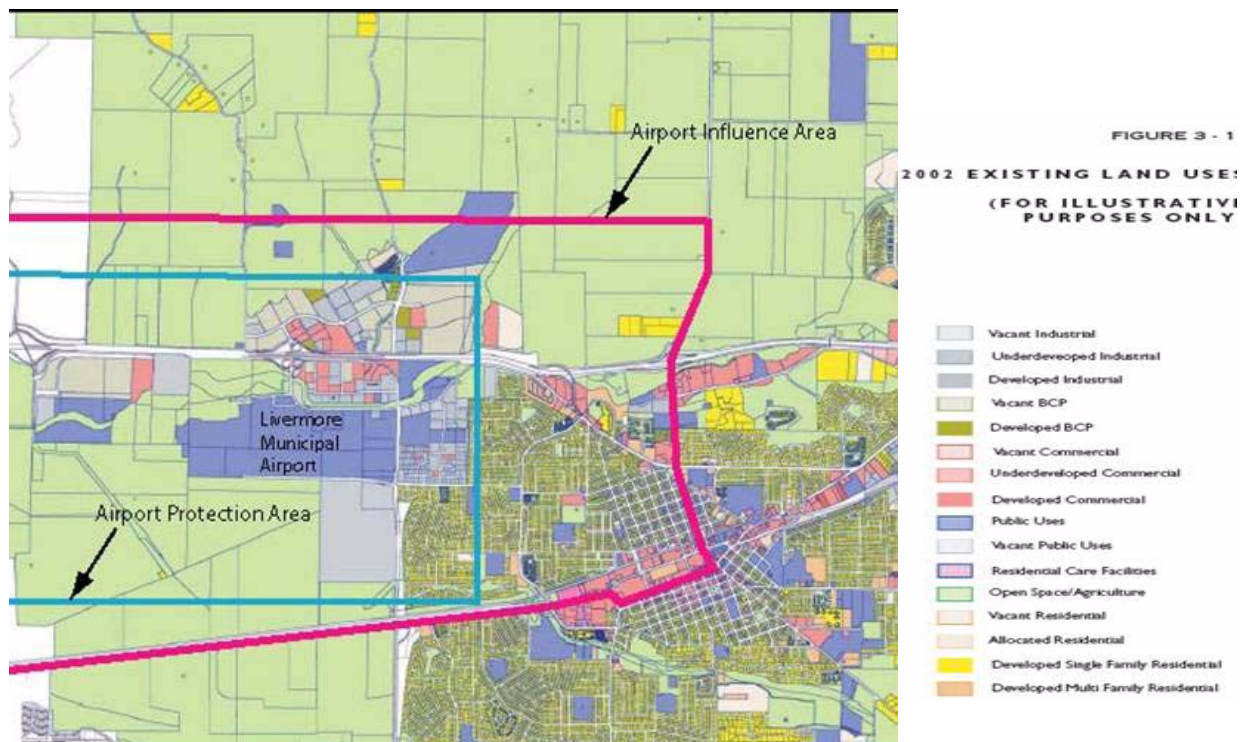 Airport Influence Area
Livermore
Municipal
Airport
Airport Protection Area
FIGURE 3 - 1
2002 EXISTING LAND USES
(FOR ILLUSTRATIVE
PURPOSES ONLY
Vacant Industrial
Underdeveoped Industrial
Developed Industrial
Vacant BCP
Developed BCP
Vacant Commercial
Underdeveloped Commercial
Developed Commercial
Public Uses
Vacant Public Uses
Residential Care Facilities
Open Space/Agriculture
Vacant Residential
Allocated Residential
Developed Single Family Residential
Developed Multi Family Residential